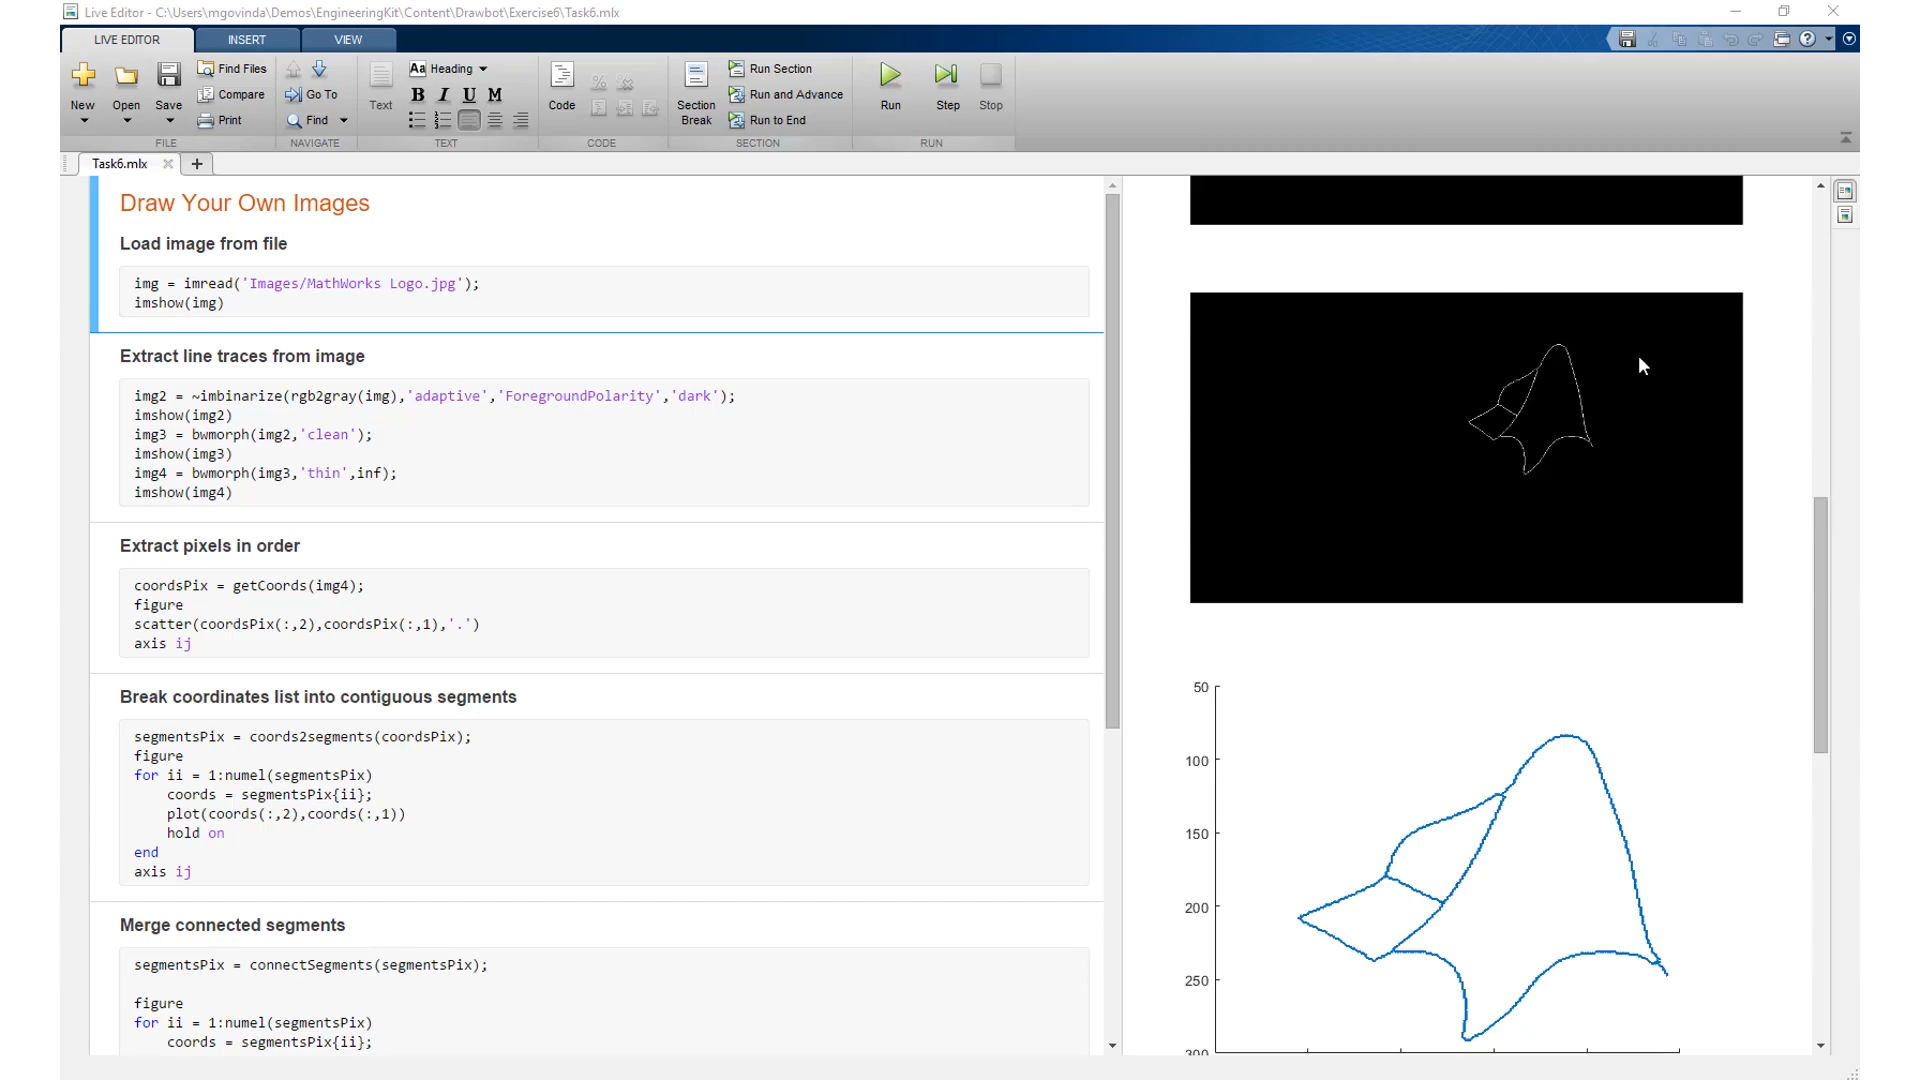 Live Editor - C:\Users\mgovinda\Demos\EngineeringKit\Content\Drawbot\Exercise6\Task6.mlx
LIVE EDITOR
INSERT
VIEW
New
Open
Save
Find Files
Compare
Print
FILE
Go To
Find
NAVIGATE
Text
Aa Heading
B I U M
TEXT
Code
CODE
Section
Break
Run Section
Run and Advance
Run to End
SECTION
Run
Step
Stop
RUN
Task6.mlx
Draw Your Own Images
Load image from file
img = imread('Images/MathWorks Logo.jpg');
imshow(img)
Extract line traces from image
img2 = ~imbinarize(rgb2gray(img),'adaptive','ForegroundPolarity','dark');
imshow(img2)
img3 = bwmorph(img2,'clean');
imshow(img3)
img4 = bwmorph(img3,'thin',inf);
imshow(img4)
Extract pixels in order
coordsPix = getCoords(img4);
figure
scatter(coordsPix(:,2),coordsPix(:,1),'.')
axis ij
Break coordinates list into contiguous segments
segmentsPix = coords2segments(coordsPix);
figure
for ii = 1:numel(segmentsPix)
coords = segmentsPix{ii};
plot(coords(:,2),coords(:,1))
hold on
end
axis ij
Merge connected segments
segmentsPix = connectSegments(segmentsPix);
figure
for ii = 1:numel(segmentsPix)
coords = segmentsPix{ii};
50
100
150
200
250
300